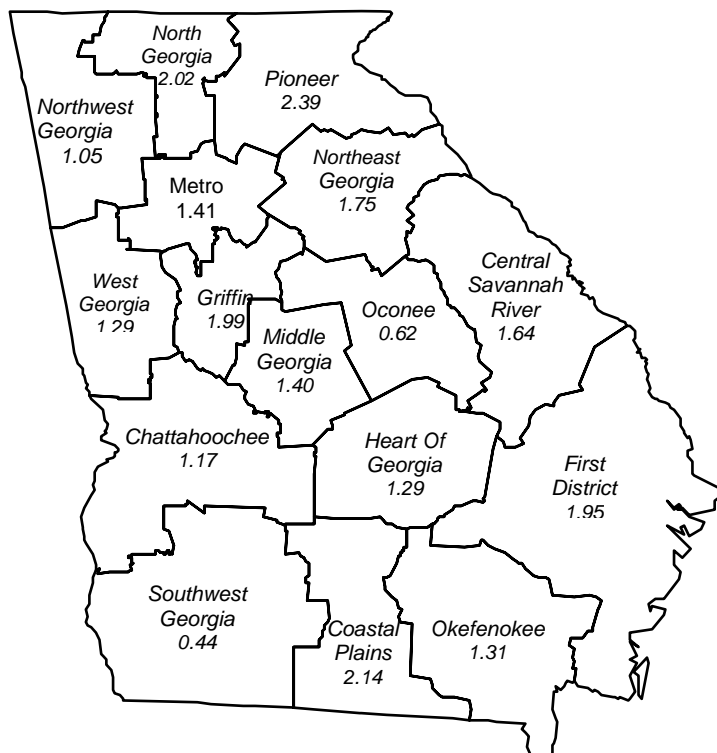 North
Georgia
2.02
Pioneer
2.39
Northwest
Georgia
1.05
Metro
1.41
Northeast
Georgia
1.75
West
Georgia
1.29
Griffin
1.99
Middle
Georgia
1.40
Oconee
0.62
Central
Savannah
River
1.64
Chattahoochee
1.17
Heart Of
Georgia
1.29
First
District
1.95
Southwest
Georgia
0.44
Coastal
Plains
2.14
Okefenokee
1.31